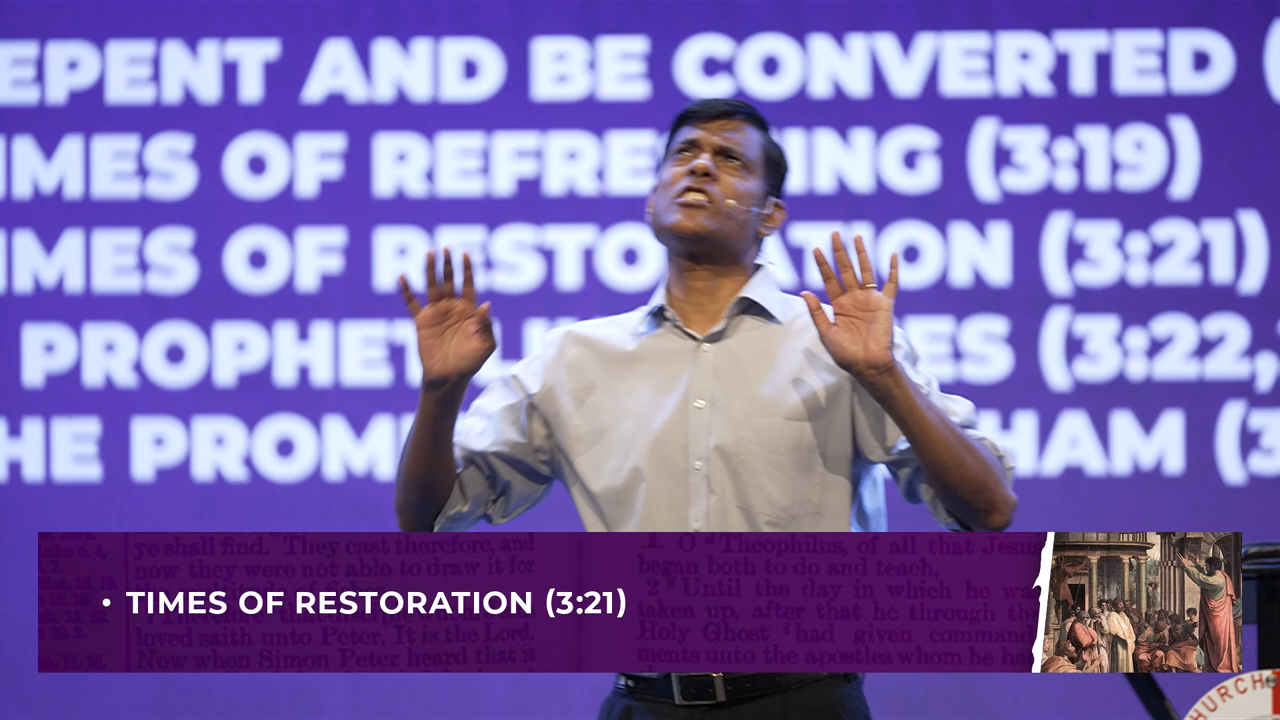 EPENT AND BE CONVERTED (
IMES OF REFRE ING (3:19)
IMES OF RESTORATION (3:21)
PROPHET ES (3:22,
HE PROM HAM (3
• TIMES OF RESTORATION (3:21)
ye shall find. They cast therefore, and
now they were not able to draw it for
loved saith unto Peter, It is the Lord.
Now when Simon Peter heard that it
O Theophilus, of all that Jesus
began both to do and teach,
2 Until the day in which he was
taken up, after that he through the
Holy Ghost had given command
ments unto the apostles whom he ha
HURCH